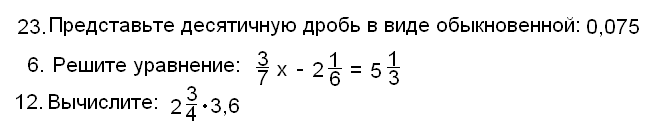 23. Представьте десятичную дробь в виде обыкновенной: 0,075
6. Решите уравнение: 3/7 х - 2 1/6 = 5 1/3
12. Вычислите: 2 3/4 · 3,6